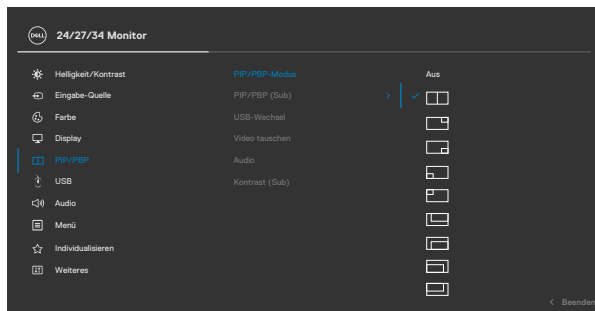 DELL 24/27/34 Monitor
Helligkeit/Kontrast PIP/PBP-Modus Aus
Eingabe-Quelle PIP/PBP (Sub)
Farbe USB-Wechsel
Display Video tauschen
PIP/PBP Audio
USB Kontrast (Sub)
Audio
Menü
Individualisieren
Weiteres
Beenden